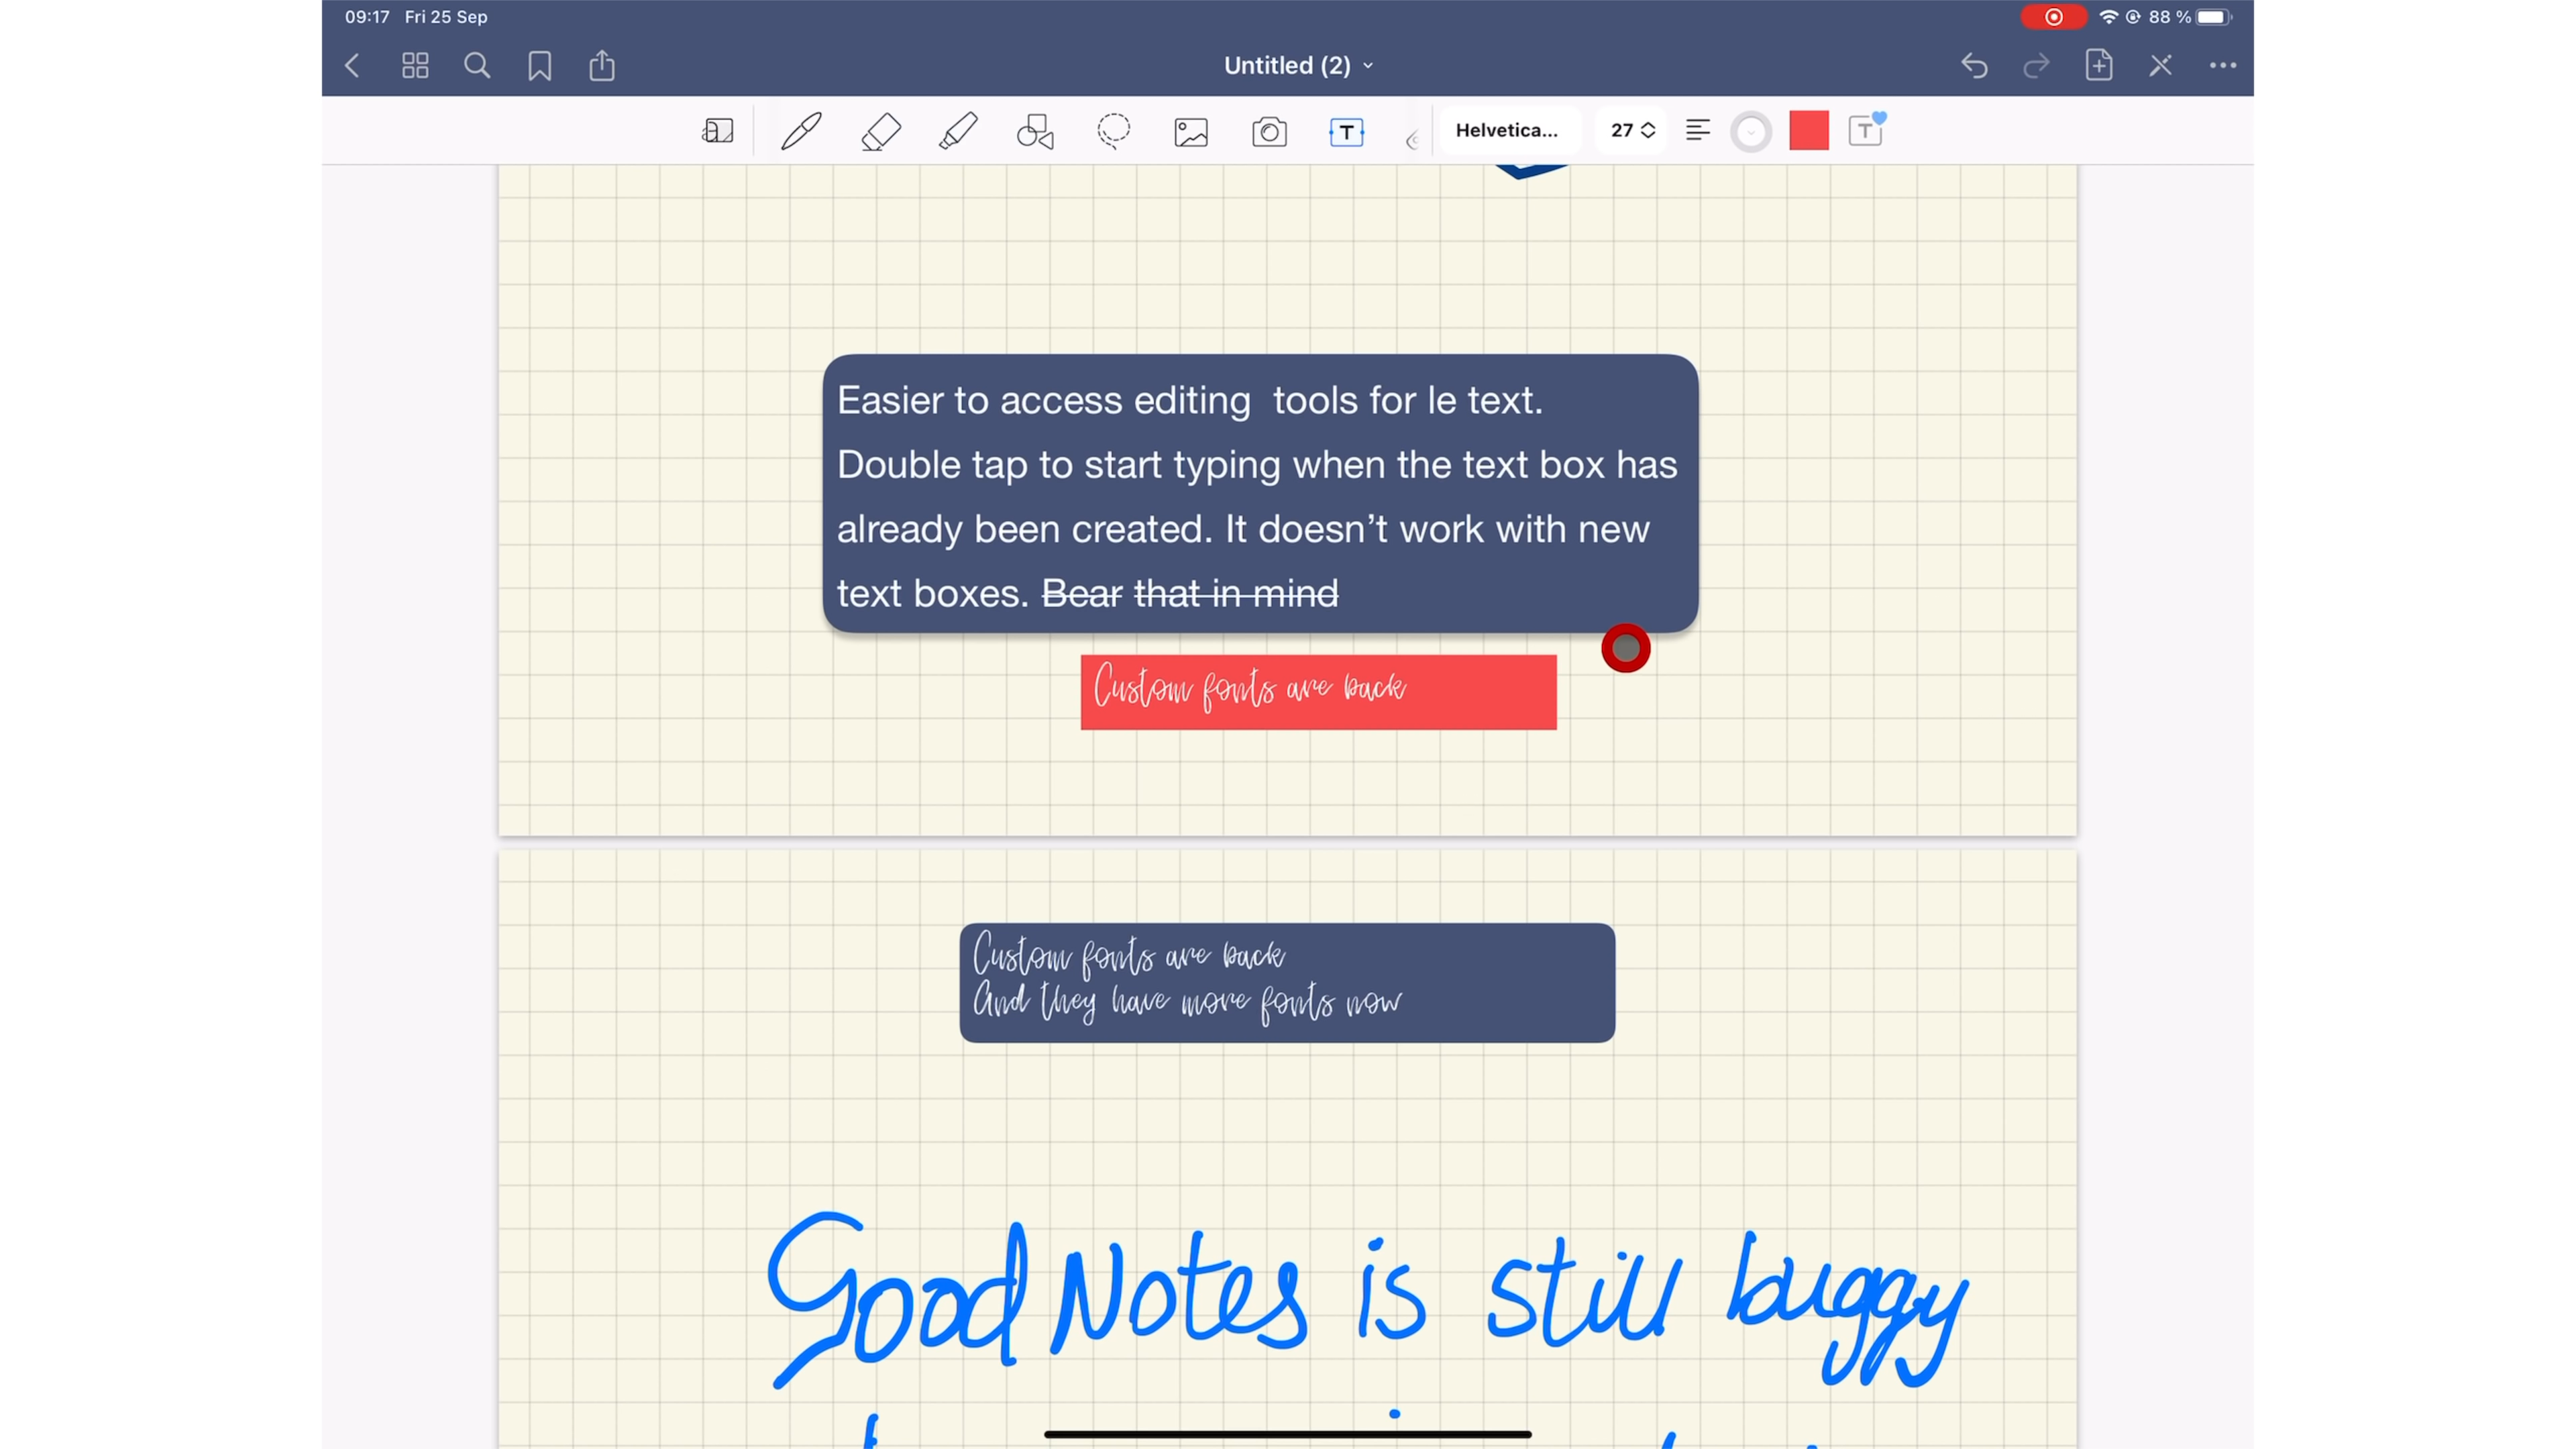 09:17 Fri 25 Sep
88 %
Untitled (2)
T
Helvetica...
27
T
Easier to access editing  tools for le text.
Double tap to start typing when the text box has
already been created. It doesn’t work with new
text boxes. Bear that in mind
Custom fonts are back
Custom fonts are back
And they have more fonts now
Good Notes is still buggy